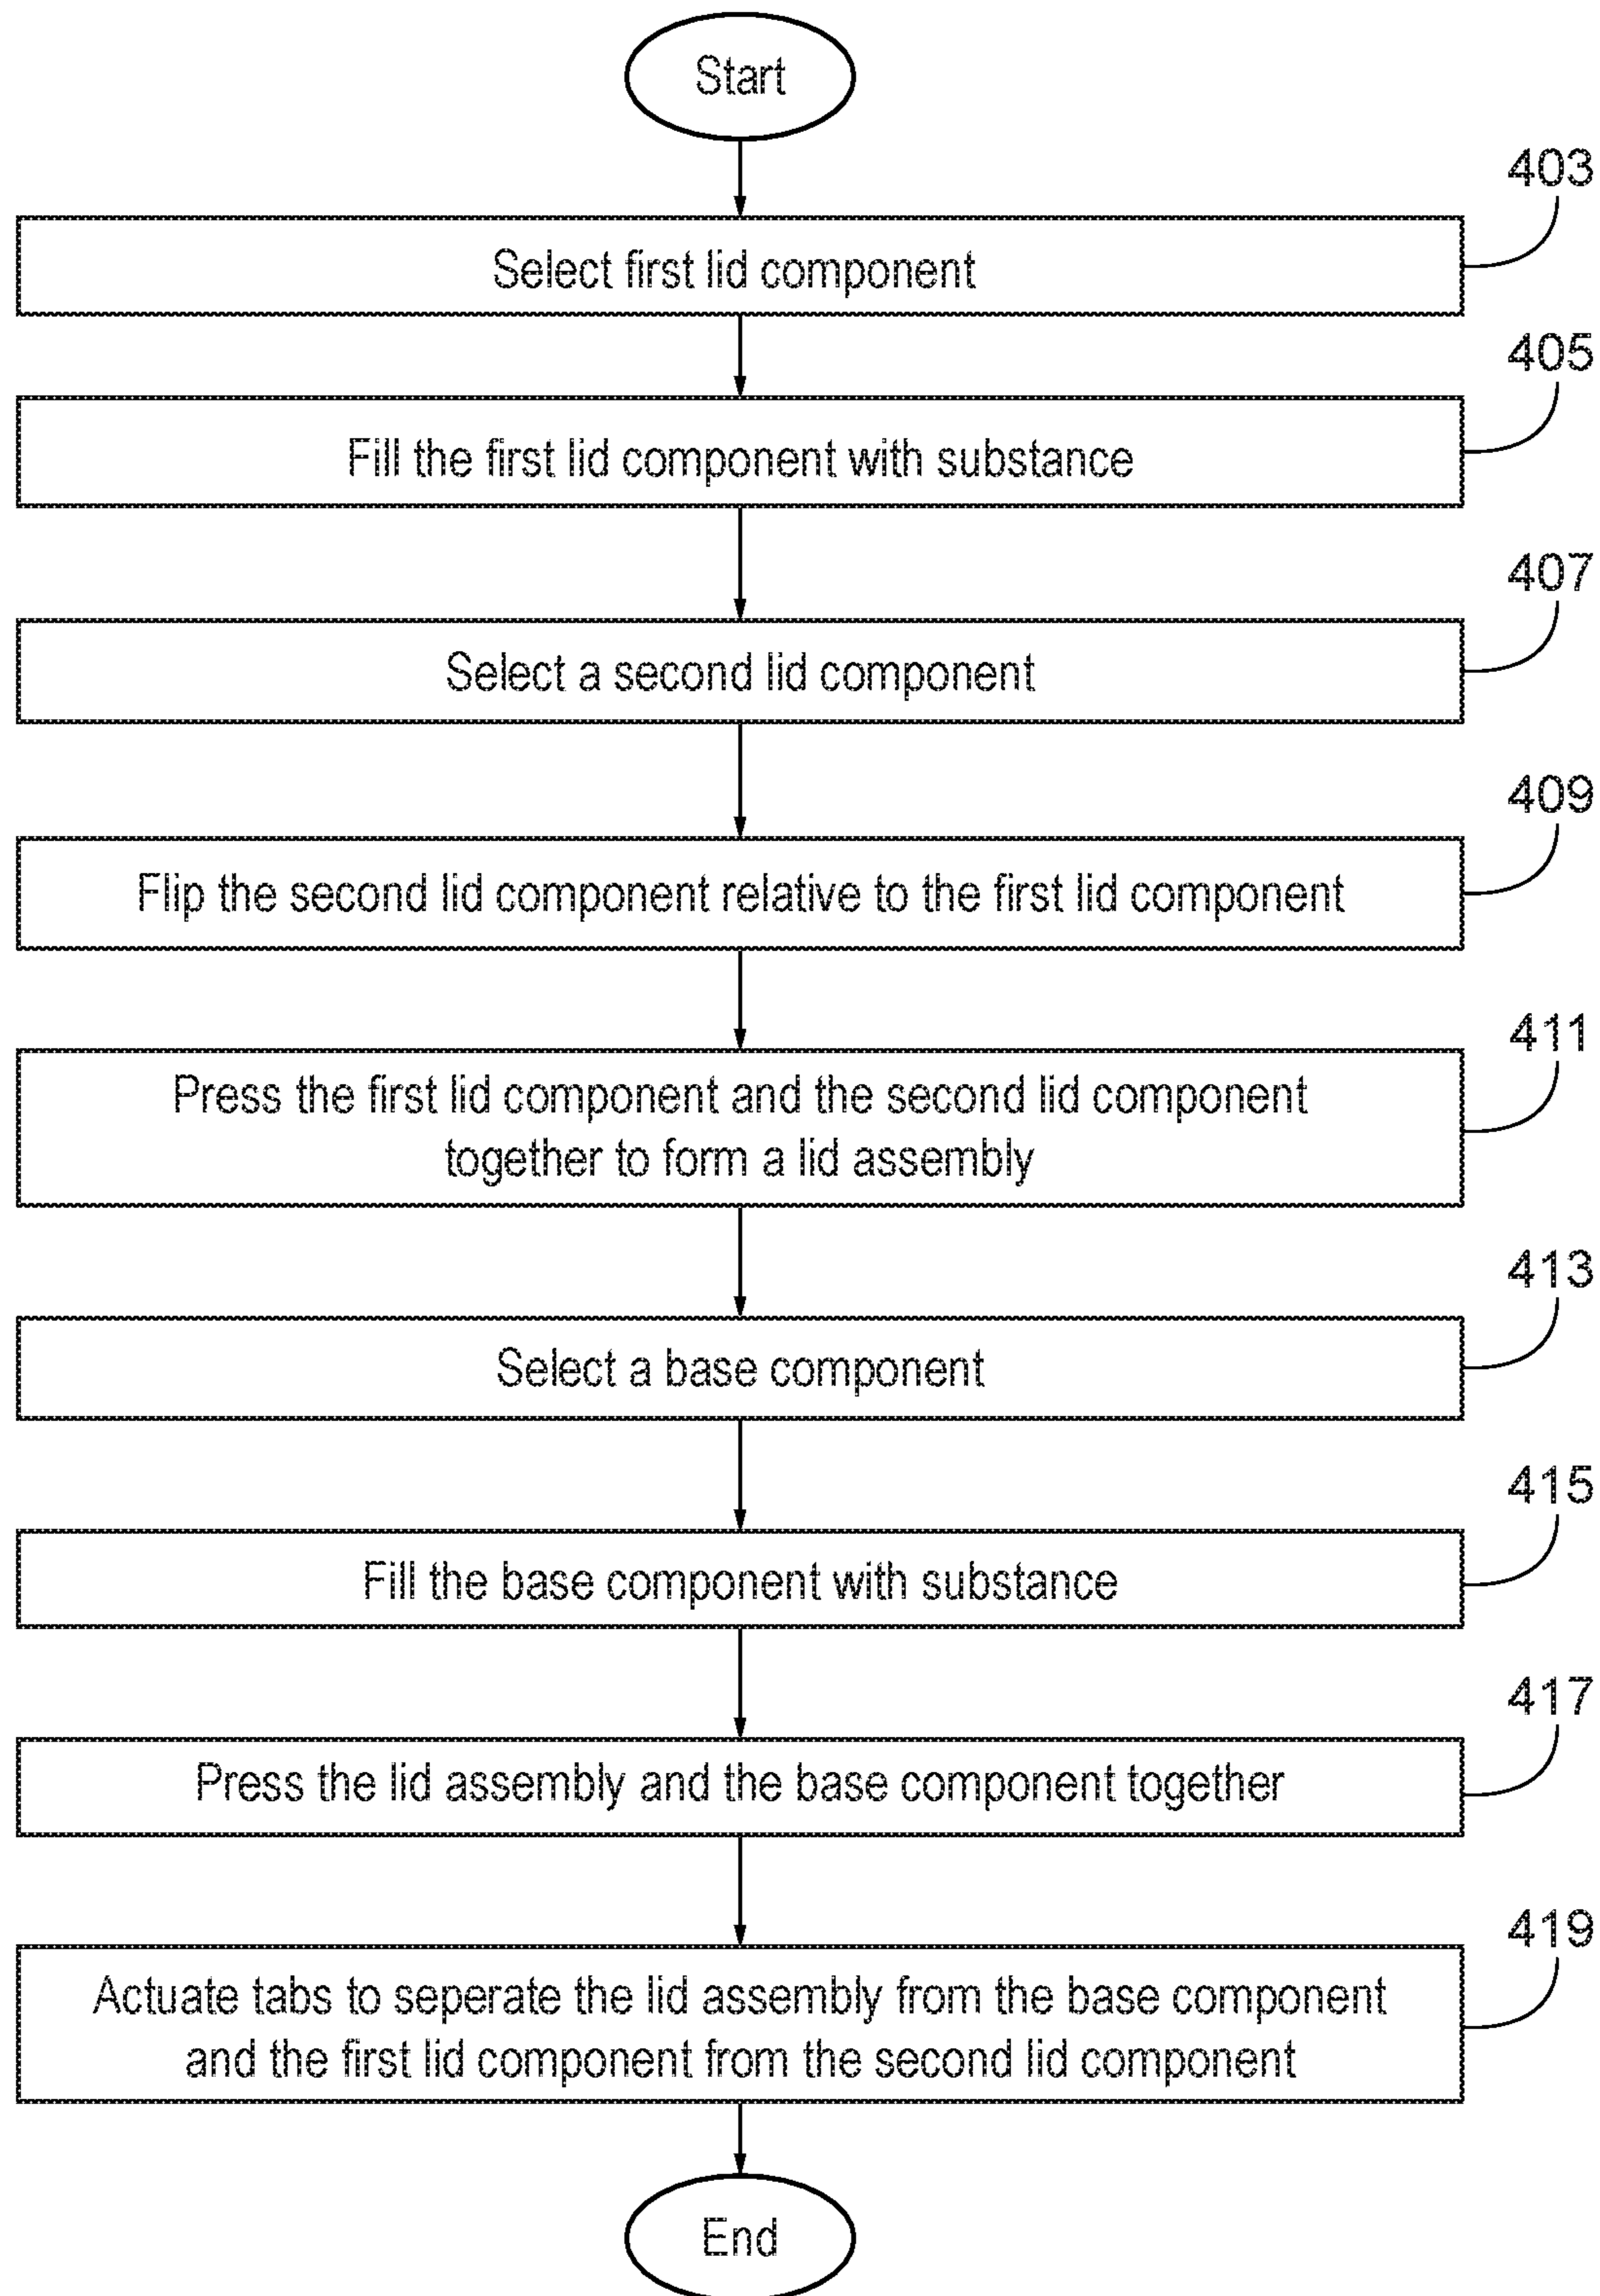 Start
403
Select first lid component
405
Fill the first lid component with substance
407
Select a second lid component
409
Flip the second lid component relative to the first lid component
411
Press the first lid component and the second lid component
together to form a lid assembly
413
Select a base component
415
Fill the base component with substance
417
Press the lid assembly and the base component together
419
Actuate tabs to seperate the lid assembly from the base component
and the first lid component from the second lid component
End